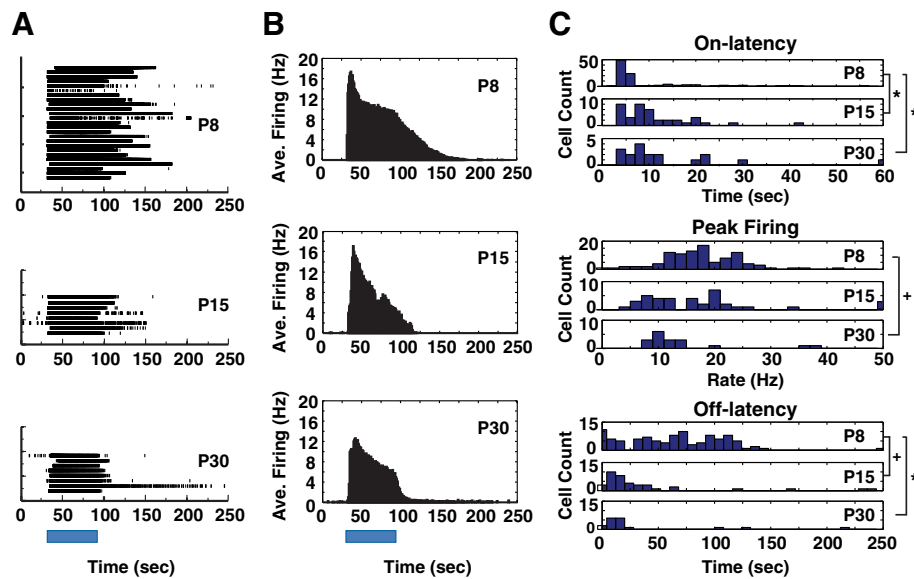 A
P8
0 50 100 150 200 250
P15
0 50 100 150 200 250
P30
0 50 100 150 200 250
Time (sec)
B
Ave. Firing (Hz)
20
16
12
8
4
0
P8
0 50 100 150 200 250
Ave. Firing (Hz)
20
16
12
8
4
0
P15
0 50 100 150 200 250
Ave. Firing (Hz)
20
16
12
8
4
0
P30
0 50 100 150 200 250
Time (sec)
C
On-latency
Cell Count
50
0
P8
10
0
P15
5
0
P30
0 10 20 30 40 50 60
Time (sec)
*
*
Peak Firing
Cell Count
20
10
0
P8
10
0
P15
10
0
P30
0 10 20 30 40 50
Rate (Hz)
+
Off-latency
Cell Count
15
0
P8
15
0
P15
15
0
P30
0 50 100 150 200 250
Time (sec)
+
*